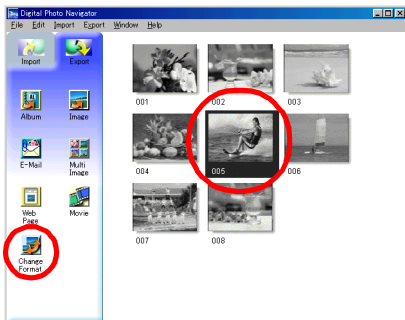 Digital Photo Navigator
File Edit Import Export Window Help
Import Export
Album Image
E-Mail Multi Image
Web Page Movie
Change Format
001 002 003
004 005 006
007 008